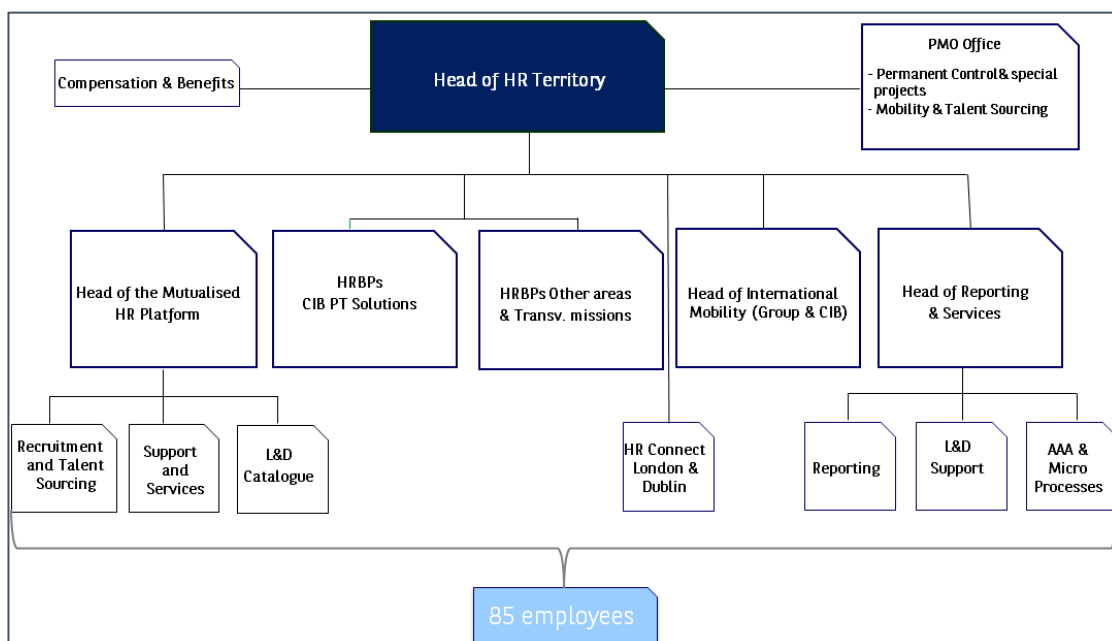 Head of HR Territory
Compensation & Benefits
PMO Office
- Permanent Control& special
projects
- Mobility & Talent Sourcing
Head of the Mutualised
HR Platform
HRBPs
CIB PT Solutions
HRBPs Other areas
& Transv. missions
Head of International
Mobility (Group & CIB)
Head of Reporting
& Services
Recruitment
and Talent
Sourcing
Support
and
Services
L&D
Catalogue
HR Connect
London &
Dublin
Reporting
L&D
Support
AAA &
Micro
Processes
85 employees